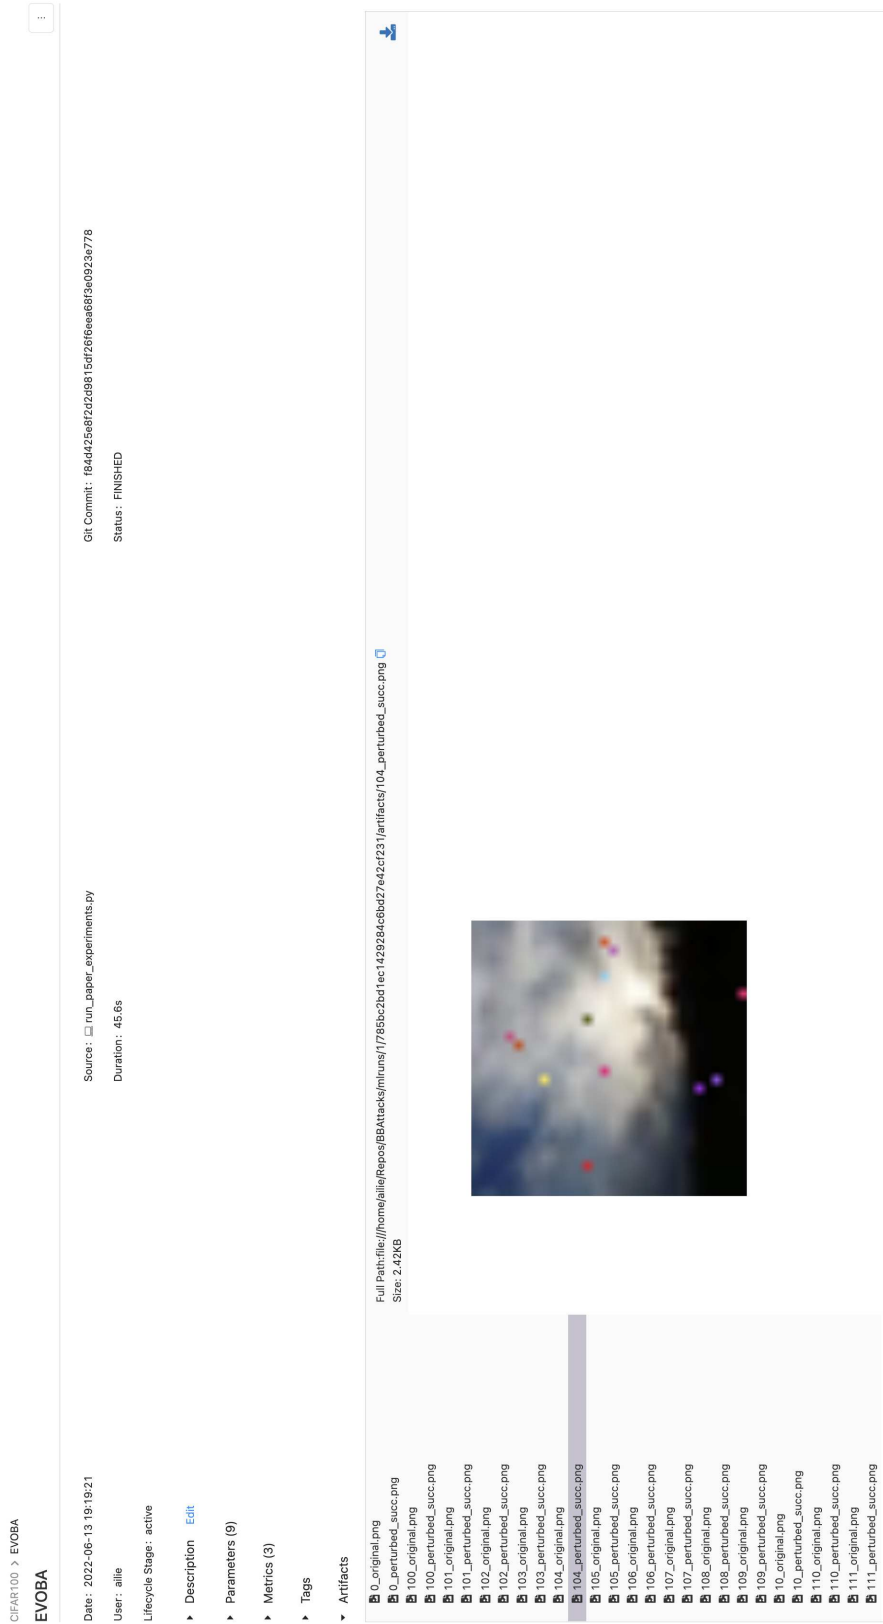 CIFAR100 > EVOBA
EVOBA
...
Date: 2022-06-13 19:19:21
Source: run_paper_experiments.py
Git Commit: f84d425e8f2d2d9815df26f6eea68f3e0923e778
User: ailie
Duration: 45.6s
Status: FINISHED
Lifecycle Stage: active
Description Edit
Parameters (9)
Metrics (3)
Tags
Artifacts
Full Path:file:///home/ailie/Repos/BBAttacks/mlruns/1/785bc2bd1ec1429284c6bd27e42cf231/artifacts/104_perturbed_succ.png
Size: 2.42KB
0_original.png
0_perturbed_succ.png
100_original.png
100_perturbed_succ.png
101_original.png
101_perturbed_succ.png
102_original.png
102_perturbed_succ.png
103_original.png
103_perturbed_succ.png
104_original.png
104_perturbed_succ.png
105_original.png
105_perturbed_succ.png
106_original.png
106_perturbed_succ.png
107_original.png
107_perturbed_succ.png
108_original.png
108_perturbed_succ.png
109_original.png
109_perturbed_succ.png
10_original.png
10_perturbed_succ.png
110_original.png
110_perturbed_succ.png
111_original.png
111_perturbed_succ.png